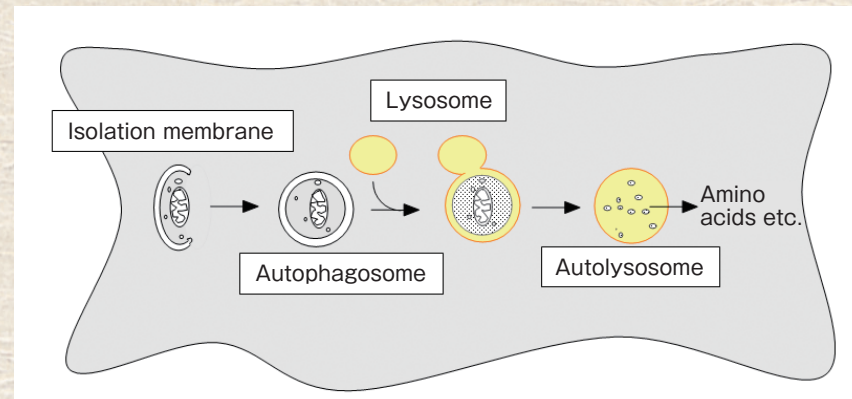 Lysosome
Isolation membrane
Amino
acids etc.
Autophagosome
Autolysosome